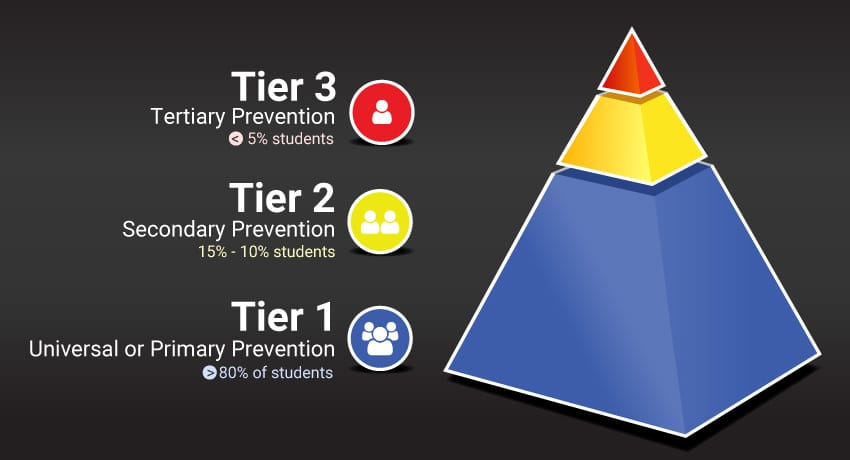 Tier 3
Tertiary Prevention
< 5% students
Tier 2
Secondary Prevention
15% - 10% students
Tier 1
Universal or Primary Prevention
> 80% of students